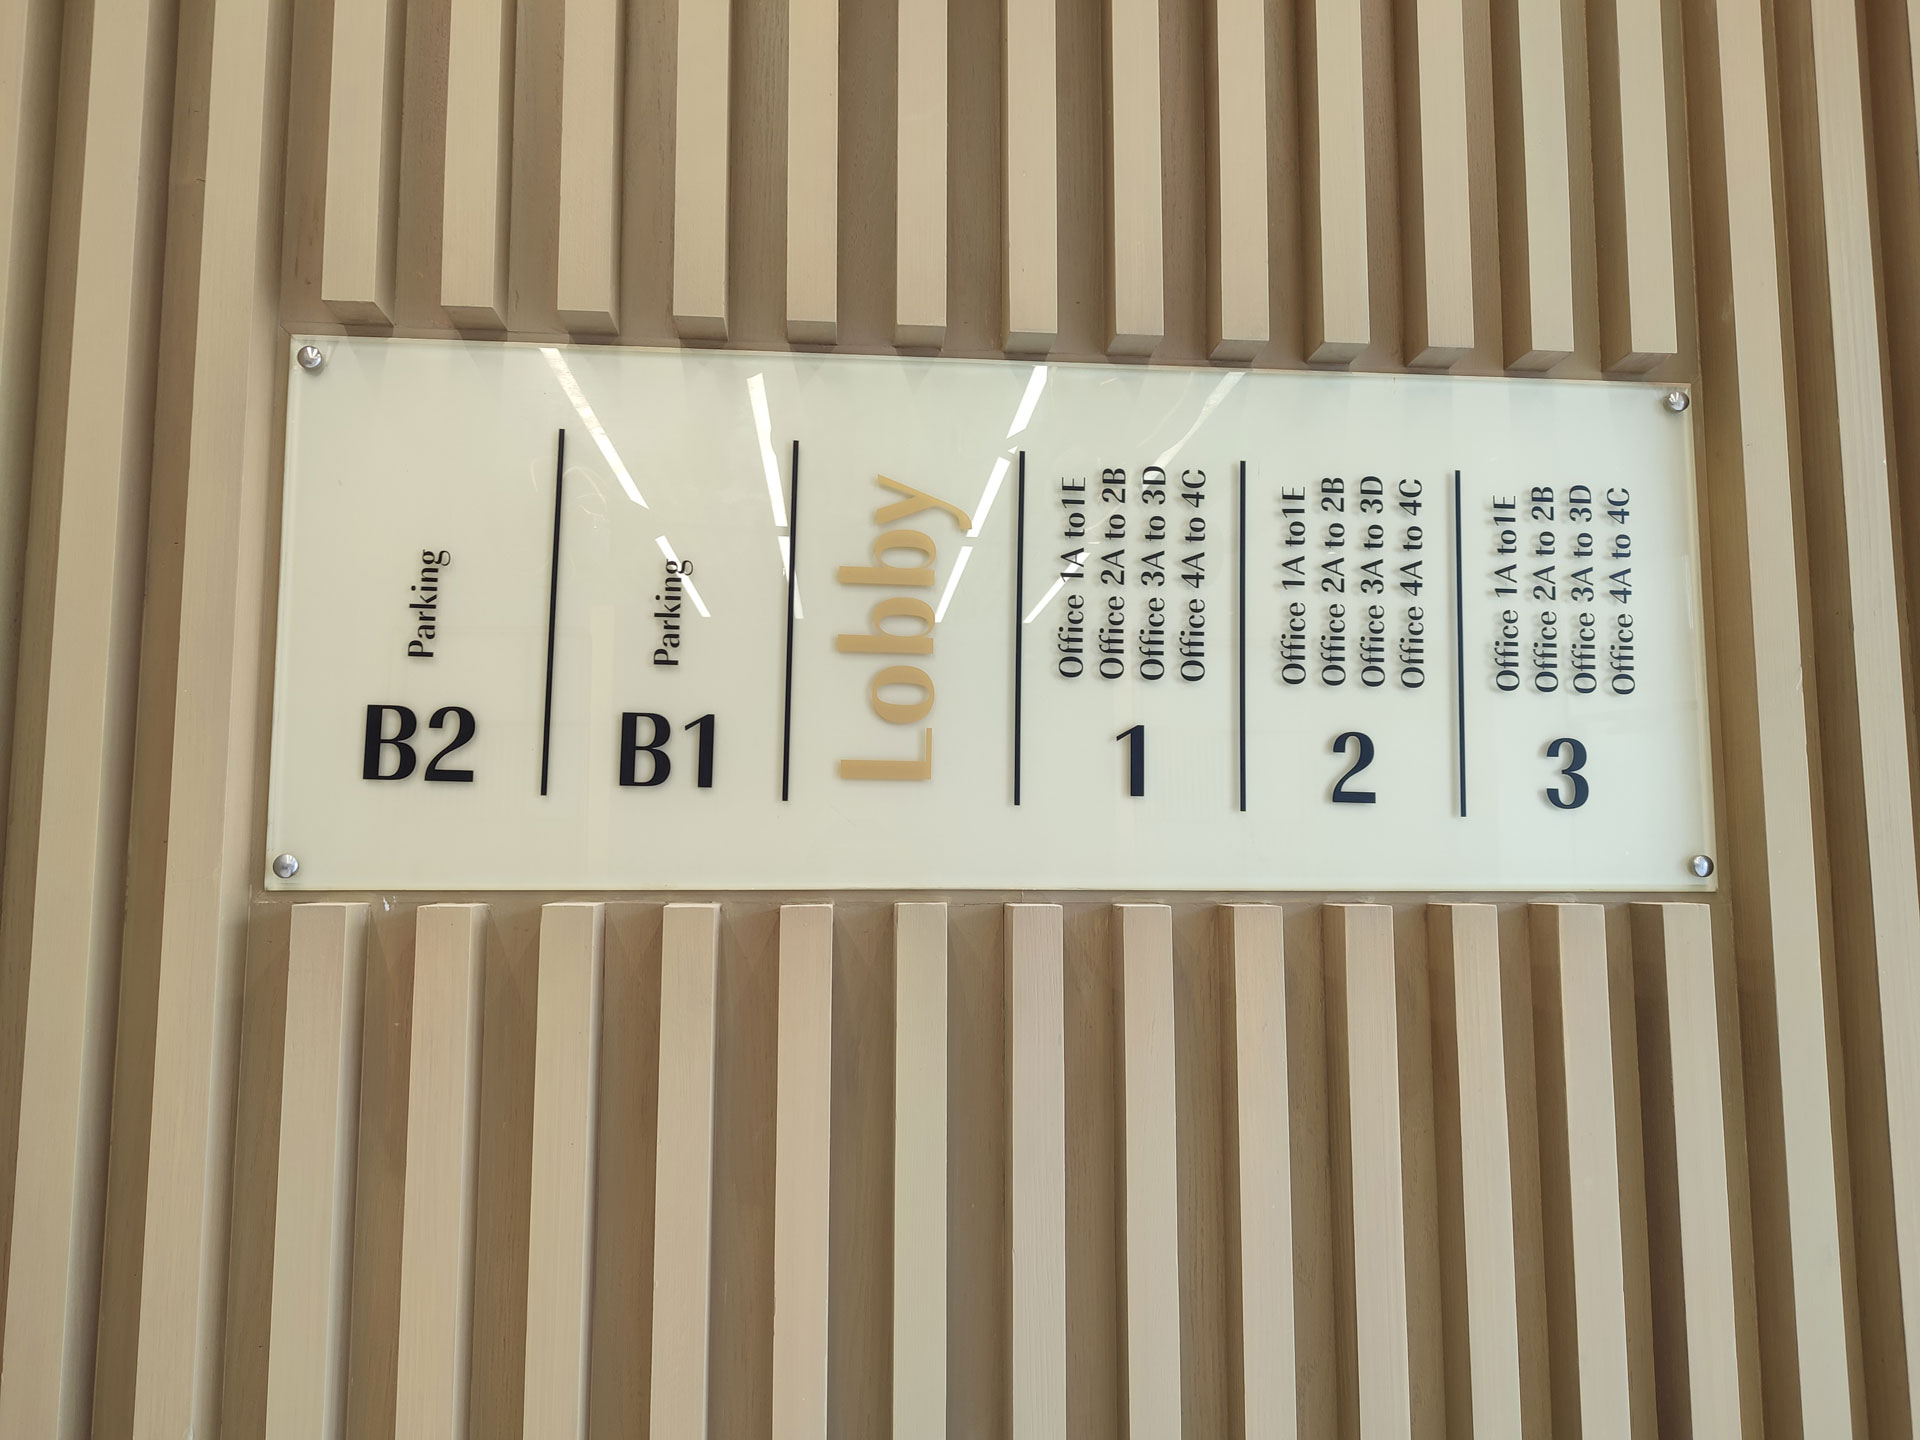 B2
Parking
B1
Parking
Lobby
1
Office 1A to1E
Office 2A to 2B
Office 3A to 3D
Office 4A to 4C
2
Office 1A to1E
Office 2A to 2B
Office 3A to 3D
Office 4A to 4C
3
Office 1A to1E
Office 2A to 2B
Office 3A to 3D
Office 4A to 4C